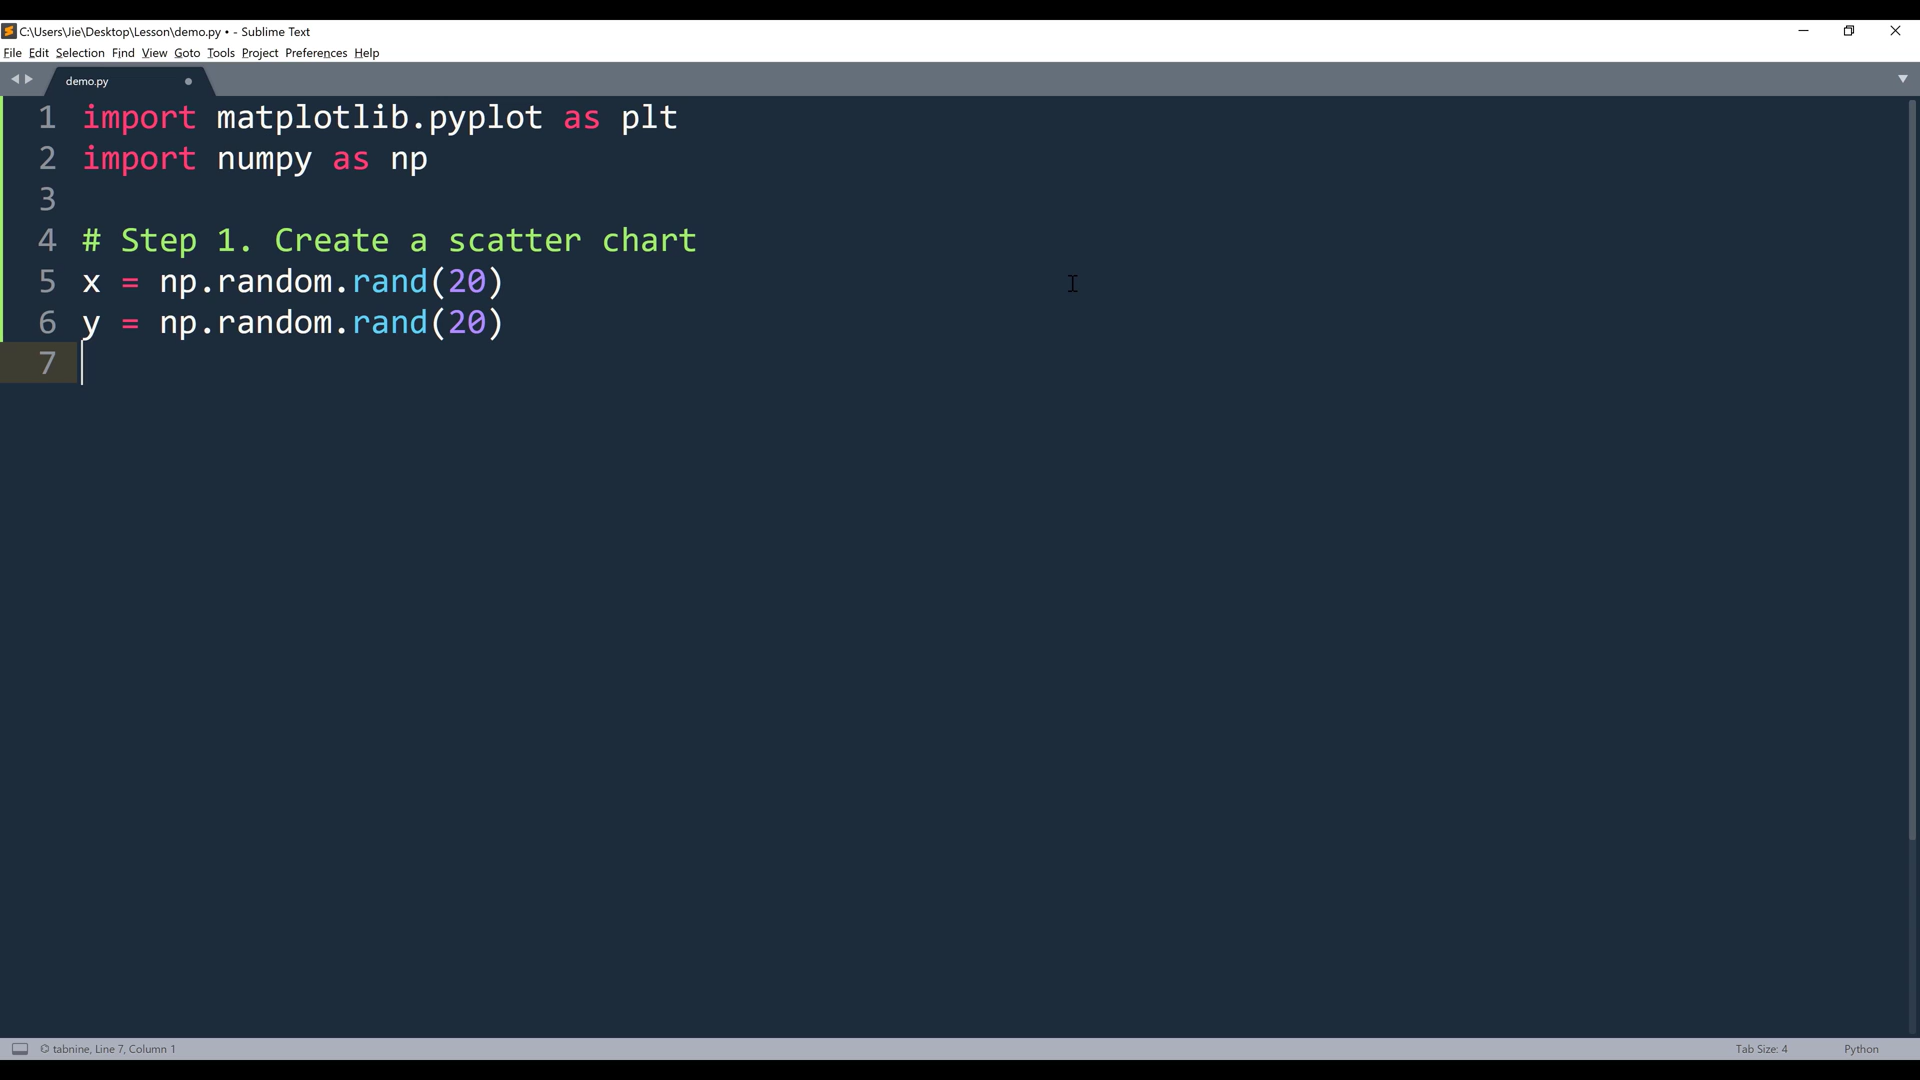 C:\Users\Jie\Desktop\Lesson\demo.py • - Sublime Text
File Edit Selection Find View Goto Tools Project Preferences Help
demo.py
1 import matplotlib.pyplot as plt
2 import numpy as np
3
4 # Step 1. Create a scatter chart
5 x = np.random.rand(20)
6 y = np.random.rand(20)
7
tabnine, Line 7, Column 1 Tab Size: 4 Python